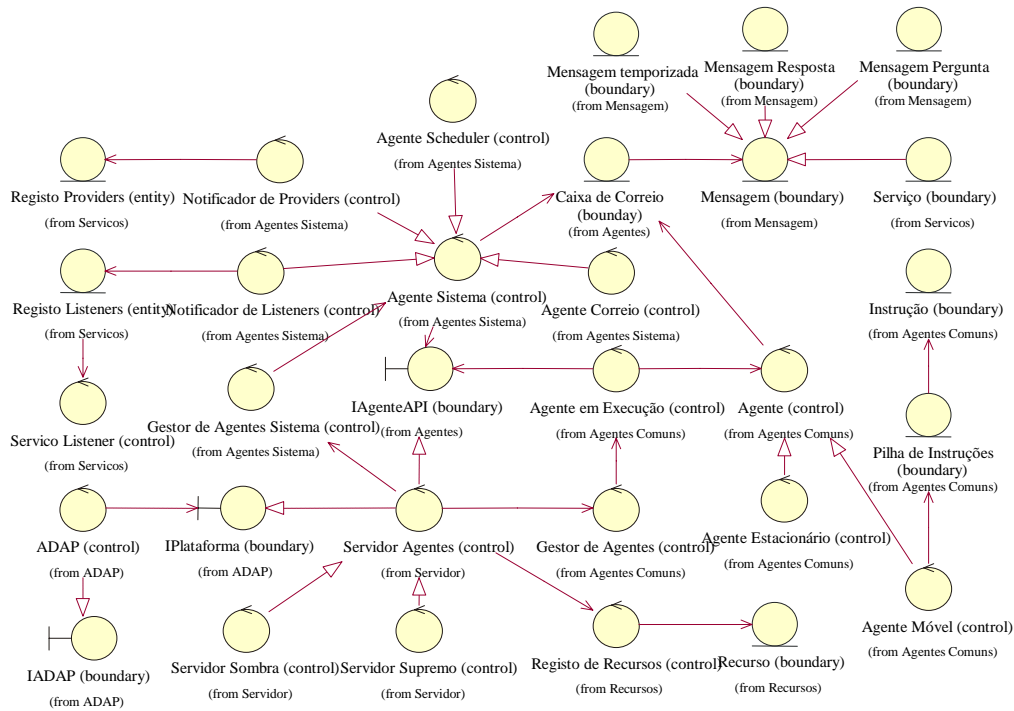 Mensagem temporizada
(boundary)
(from Mensagem)
Mensagem Resposta
(boundary)
(from Mensagem)
Mensagem Pergunta
(boundary)
(from Mensagem)
Agente Scheduler (control)
(from Agentes Sistema)
Registo Providers (entity)
(from Servicos)
Notificador de Providers (control)
(from Agentes Sistema)
Caixa de Correio
(bounday)
(from Agentes)
Mensagem (boundary)
(from Mensagem)
Serviço (boundary)
(from Servicos)
Registo Listeners (entity)
(from Servicos)
Notificador de Listeners (control)
(from Agentes Sistema)
Agente Sistema (control)
(from Agentes Sistema)
Agente Correio (control)
(from Agentes Sistema)
Instrução (boundary)
(from Agentes Comuns)
Servico Listener (control)
(from Servicos)
Gestor de Agentes Sistema (control)
(from Agentes Sistema)
IAgenteAPI (boundary)
(from Agentes)
Agente em Execução (control)
(from Agentes Comuns)
Agente (control)
(from Agentes Comuns)
Pilha de Instruções
(boundary)
(from Agentes Comuns)
ADAP (control)
(from ADAP)
IPlataforma (boundary)
(from ADAP)
Servidor Agentes (control)
(from Servidor)
Gestor de Agentes (control)
(from Agentes Comuns)
Agente Estacionário (control)
(from Agentes Comuns)
Agente Móvel (control)
(from Agentes Comuns)
IADAP (boundary)
(from ADAP)
Servidor Sombra (control)
(from Servidor)
Servidor Supremo (control)
(from Servidor)
Registo de Recursos (control)
(from Recursos)
Recurso (boundary)
(from Recursos)